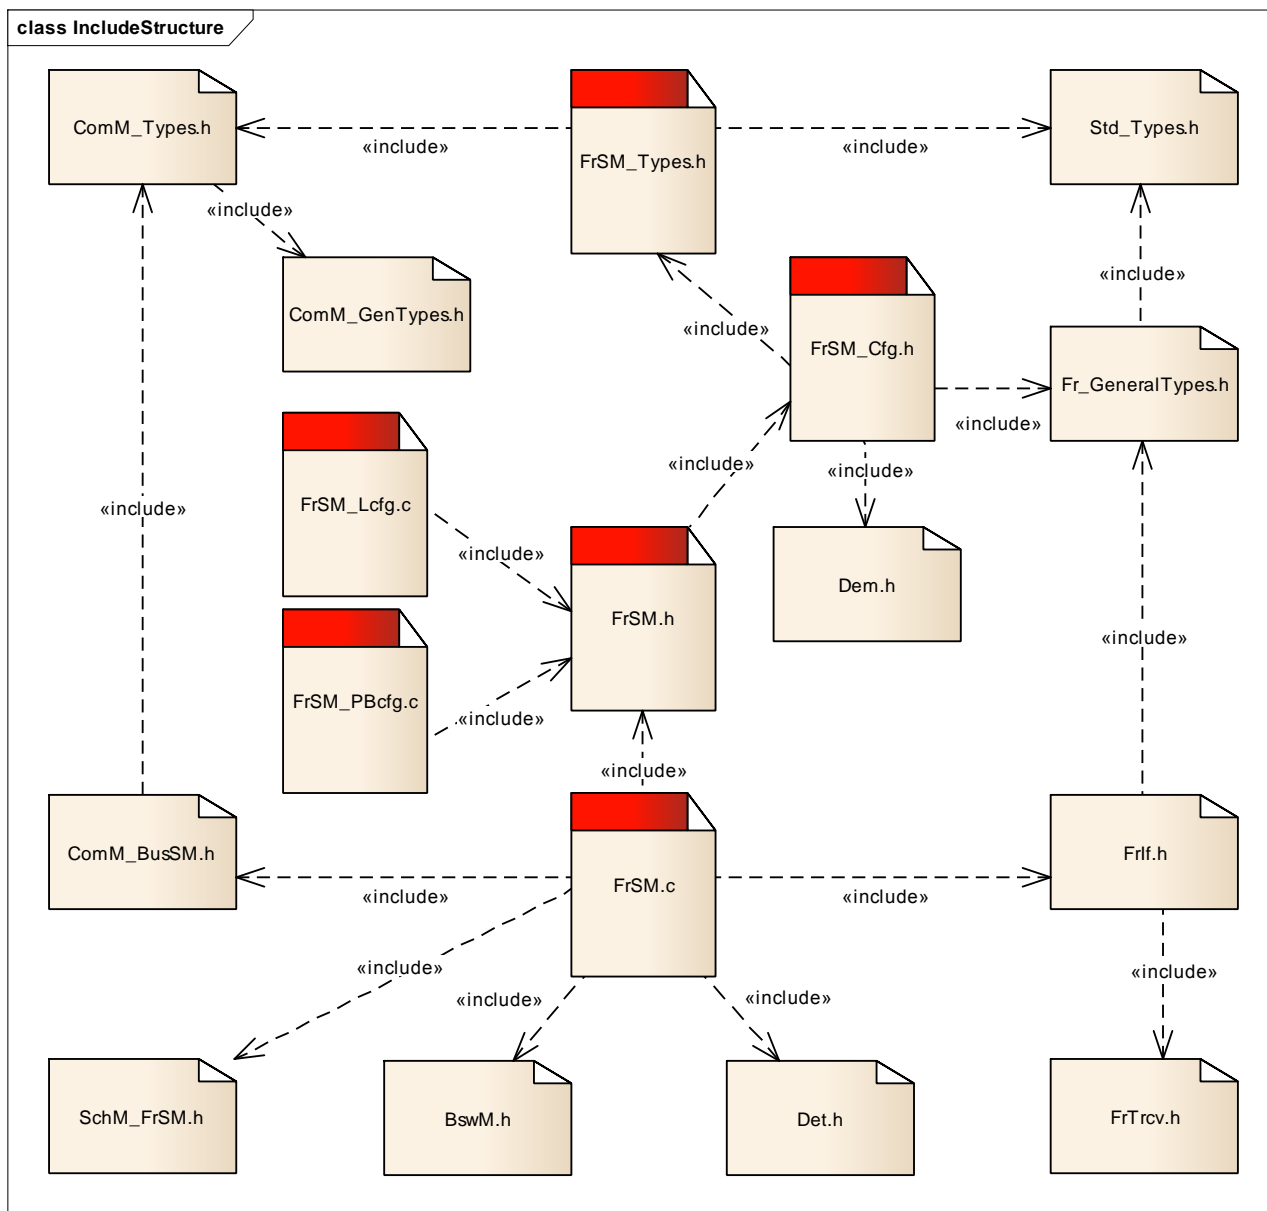 class IncludeStructure
ComM_Types.h
«include»
FrSM_Types.h
«include»
Std_Types.h
«include»
ComM_GenTypes.h
«include»
FrSM_Cfg.h
«include»
Fr_GeneralTypes.h
«include»
«include»
«include»
«include»
FrSM_Lcfg.c
«include»
FrSM.h
Dem.h
«include»
FrSM_PBcfg.c
«include»
«include»
ComM_BusSM.h
«include»
FrSM.c
«include»
FrIf.h
«include»
«include»
«include»
«include»
SchM_FrSM.h
BswM.h
Det.h
FrTrcv.h